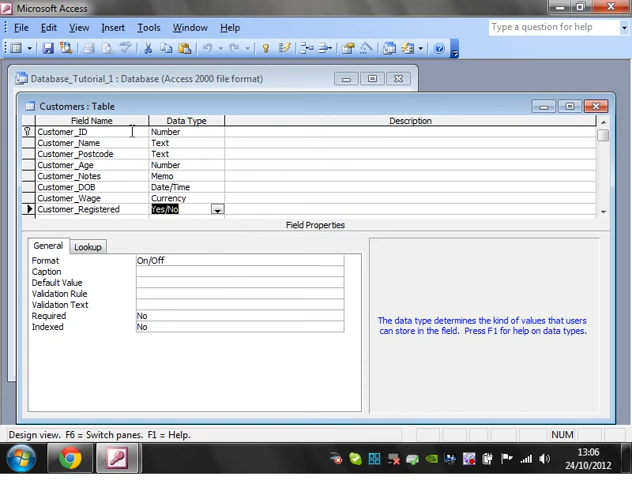 Microsoft Access
File Edit View Insert Tools Window Help
Type a question for help
Database_Tutorial_1 : Database (Access 2000 file format)
Customers : Table
Field Name Data Type Description
Customer_ID Number
Customer_Name Text
Customer_Postcode Text
Customer_Age Number
Customer_Notes Memo
Customer_DOB Date/Time
Customer_Wage Currency
Customer_Registered Yes/No
Field Properties
General Lookup
Format On/Off
Caption
Default Value
Validation Rule
Validation Text
Required No
Indexed No
The data type determines the kind of values that users
can store in the field. Press F1 for help on data types.
Design view. F6 = Switch panes. F1 = Help. NUM
13:06
24/10/2012